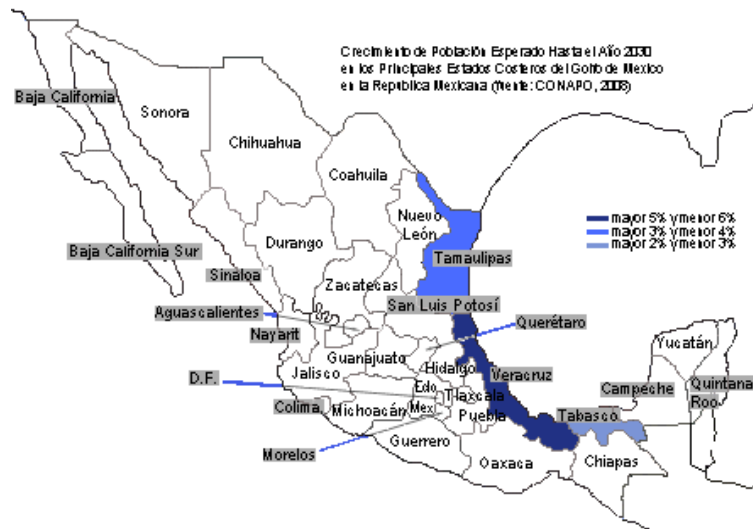 Crecimiento de Población Esperado Hasta el Año 2030
en los Principales Estados Costeros del Golfo de Mexico
en la Republica Mexicana (fuente: CONAPO, 2008)
Baja California
Sonora
Chihuahua
Coahuila
Nuevo
León
mayor 5% y menor 6%
mayor 3% y menor 4%
mayor 2% y menor 3%
Durango
Baja California Sur
Tamaulipas
Sinaloa
Zacatecas
San Luis Potosí
Aguascalientes
Querétaro
Nayarit
Yucatán
Guanajuato
Hidalgo
Jalisco
Veracruz
D.F.
Edo
Tlaxcala
Campeche
Quintana
Roo
Colima
Michoacán
Mex
Puebla
Tabasco
Morelos
Guerrero
Oaxaca
Chiapas